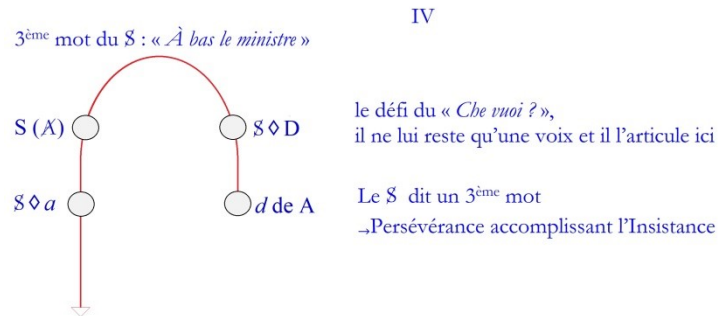 IV
3ème mot du $ : « À bas le ministre »
S (Ⱥ)
$ ◊ D
le défi du « Che vuoi ? »,
il ne lui reste qu'une voix et il l'articule ici
$ ◊ a
d de A
Le $ dit un 3ème mot
→Persévérance accomplissant l'Insistance